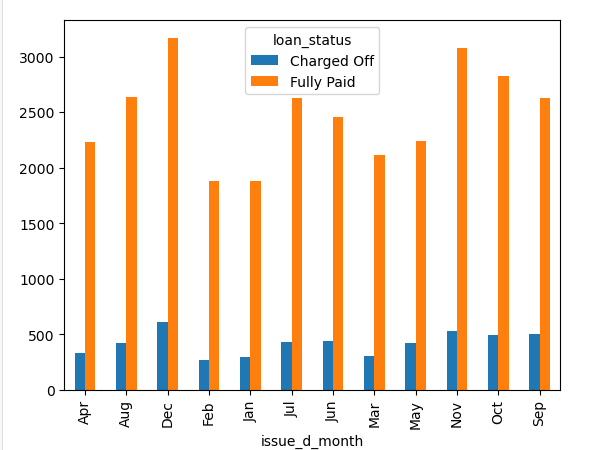 loan_status
Charged Off
Fully Paid
3000
2500
2000
1500
1000
500
0
Apr
Aug
Dec
Feb
Jan
Jul
Jun
Mar
May
Nov
Oct
Sep
issue_d_month